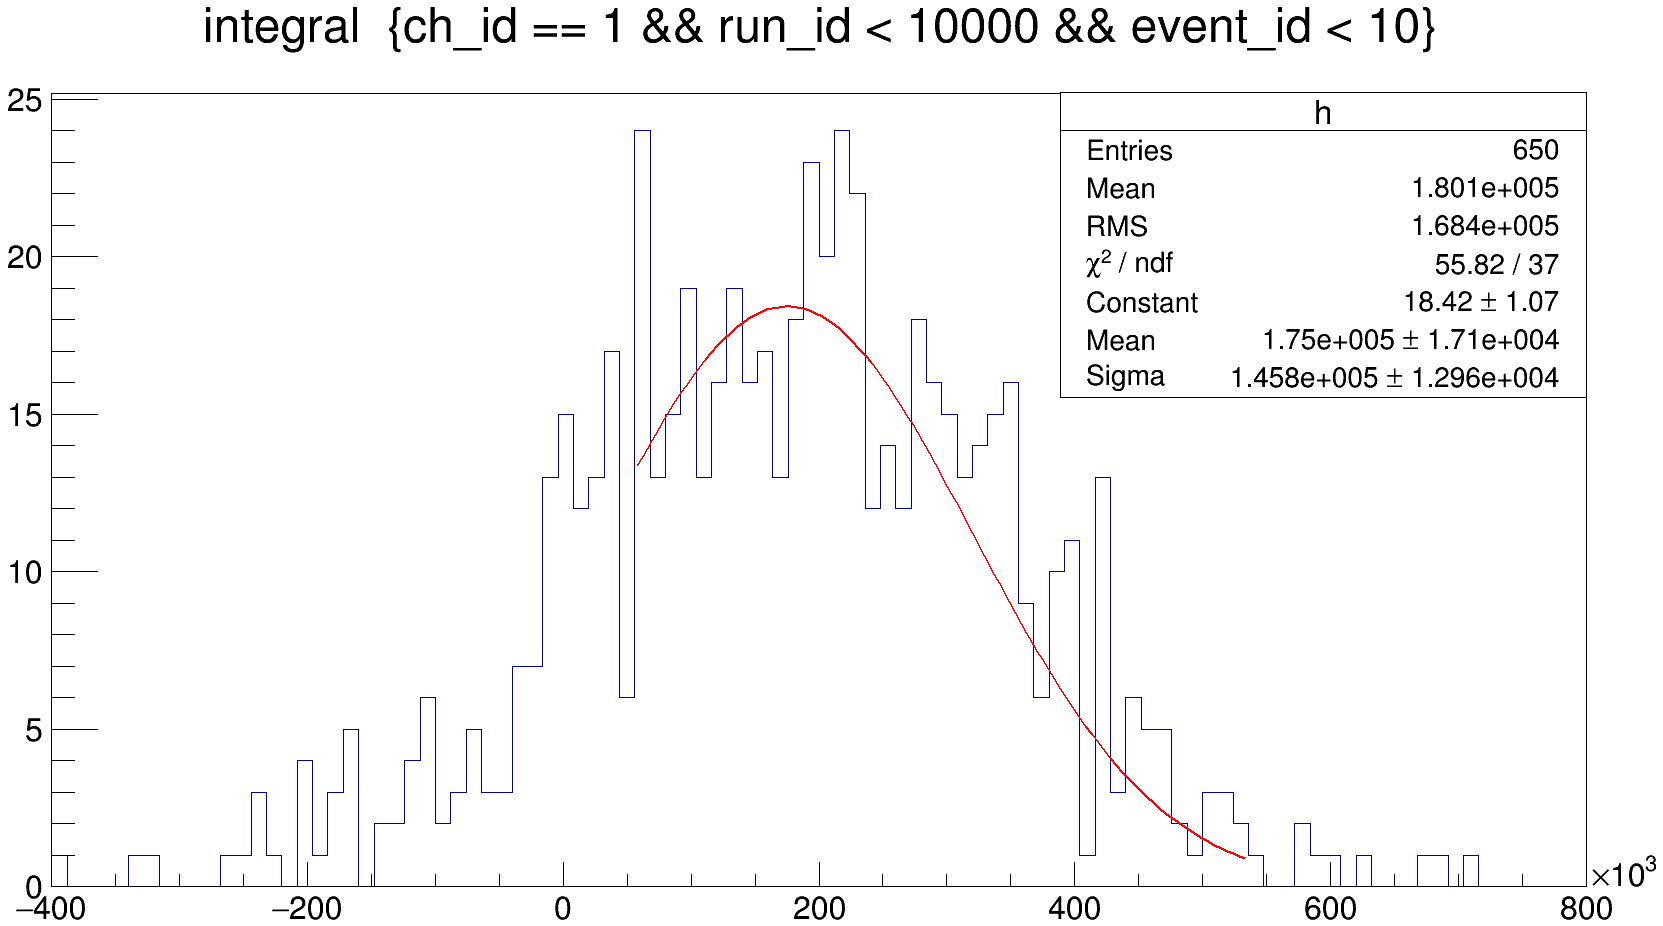 integral {ch_id == 1 && run_id < 10000 && event_id < 10}
h
Entries 650
Mean 1.801e+005
RMS 1.684e+005
χ² / ndf 55.82 / 37
Constant 18.42 ± 1.07
Mean 1.75e+005 ± 1.71e+004
Sigma 1.458e+005 ± 1.296e+004
25
20
15
10
5
0
−400 −200 0 200 400 600 800
×10³